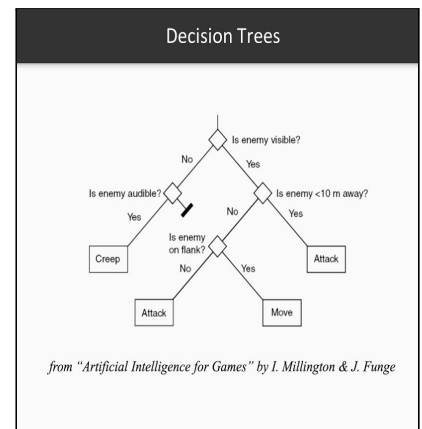 Decision Trees
Is enemy visible?
No
Yes
Is enemy audible?
Is enemy <10 m away?
Yes
No
Yes
Is enemy
on flank?
Creep
Attack
No
Yes
Attack
Move
from “Artificial Intelligence for Games” by I. Millington & J. Funge